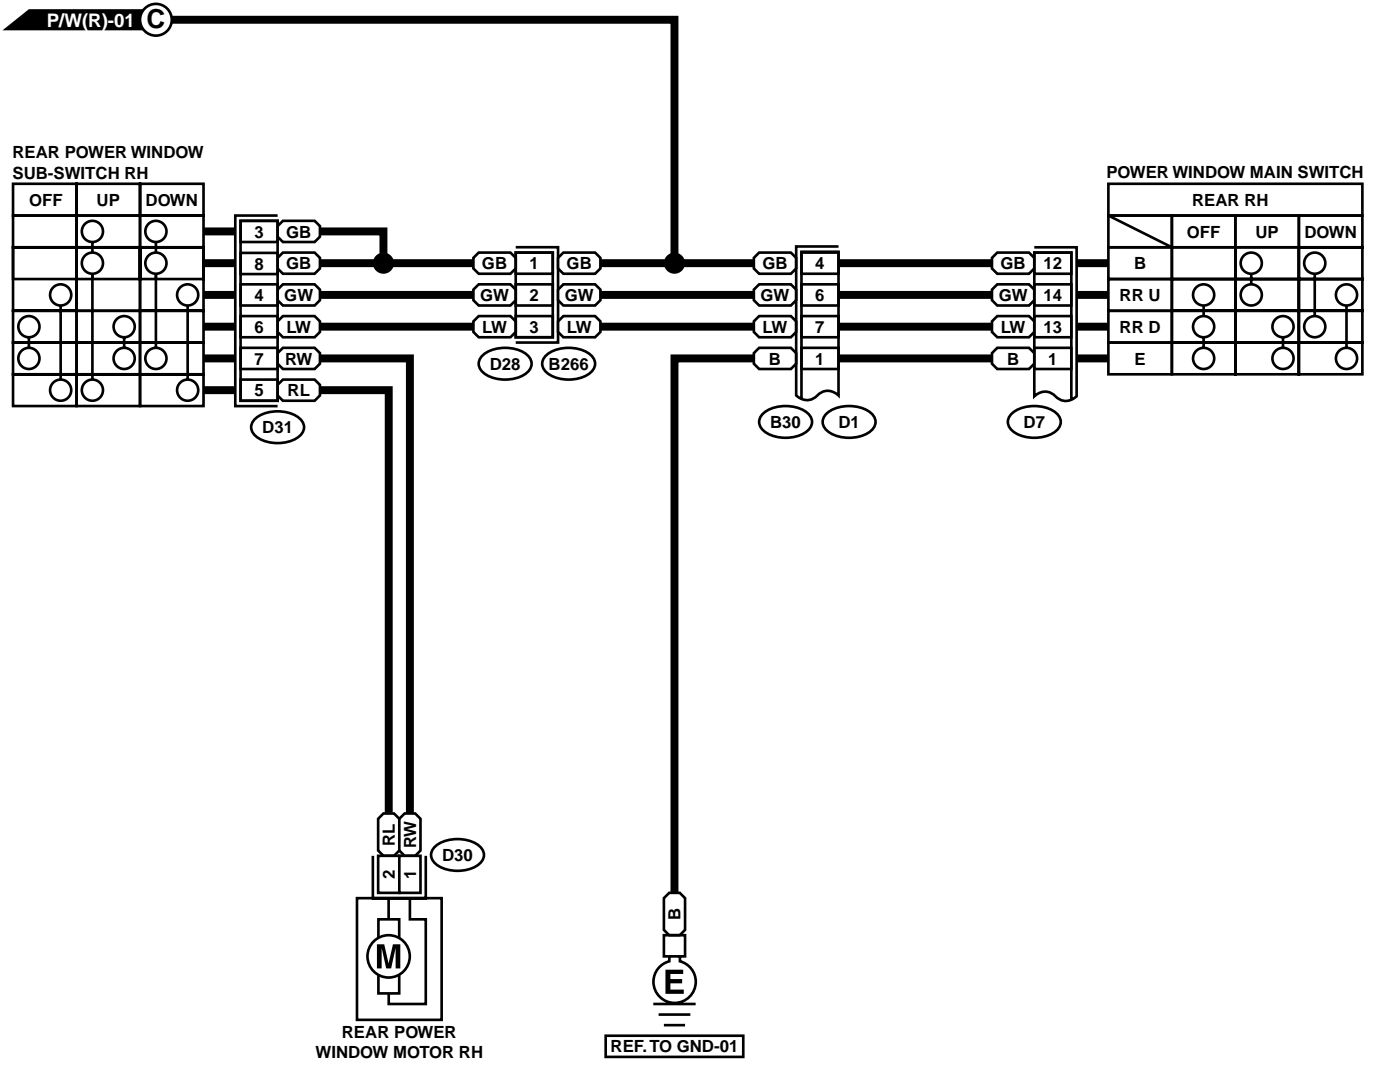 P/W(R)-01 C
REAR POWER WINDOW
SUB-SWITCH RH
POWER WINDOW MAIN SWITCH
OFF UP DOWN
REAR RH
OFF UP DOWN
3 GB
8 GB GB 1 GB GB 4 GB 12 B
4 GW GW 2 GW GW 6 GW 14 RR U
6 LW LW 3 LW LW 7 LW 13 RR D
7 RW B 1 B 1 E
5 RL
D28 B266
D31 B30 D1 D7
RL RW
D30
2 1
M
B
E
REAR POWER
WINDOW MOTOR RH
REF. TO GND-01